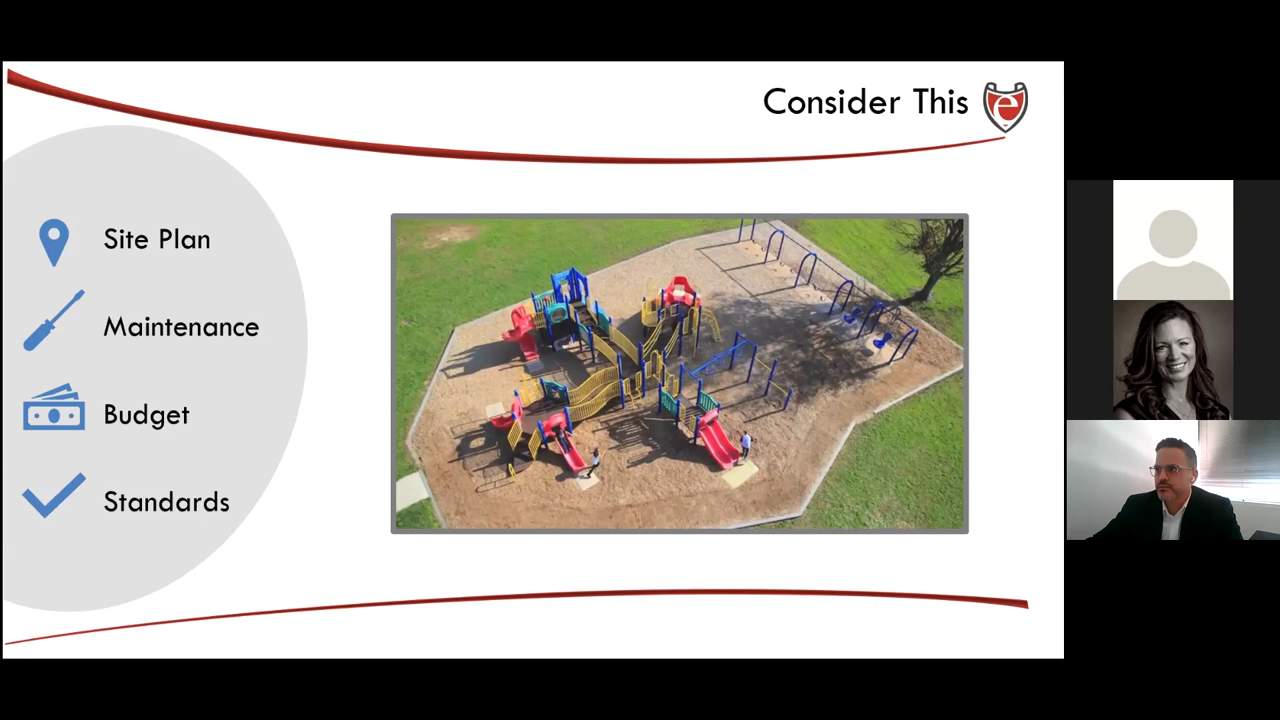 Consider This
e
Site Plan
Maintenance
Budget
Standards